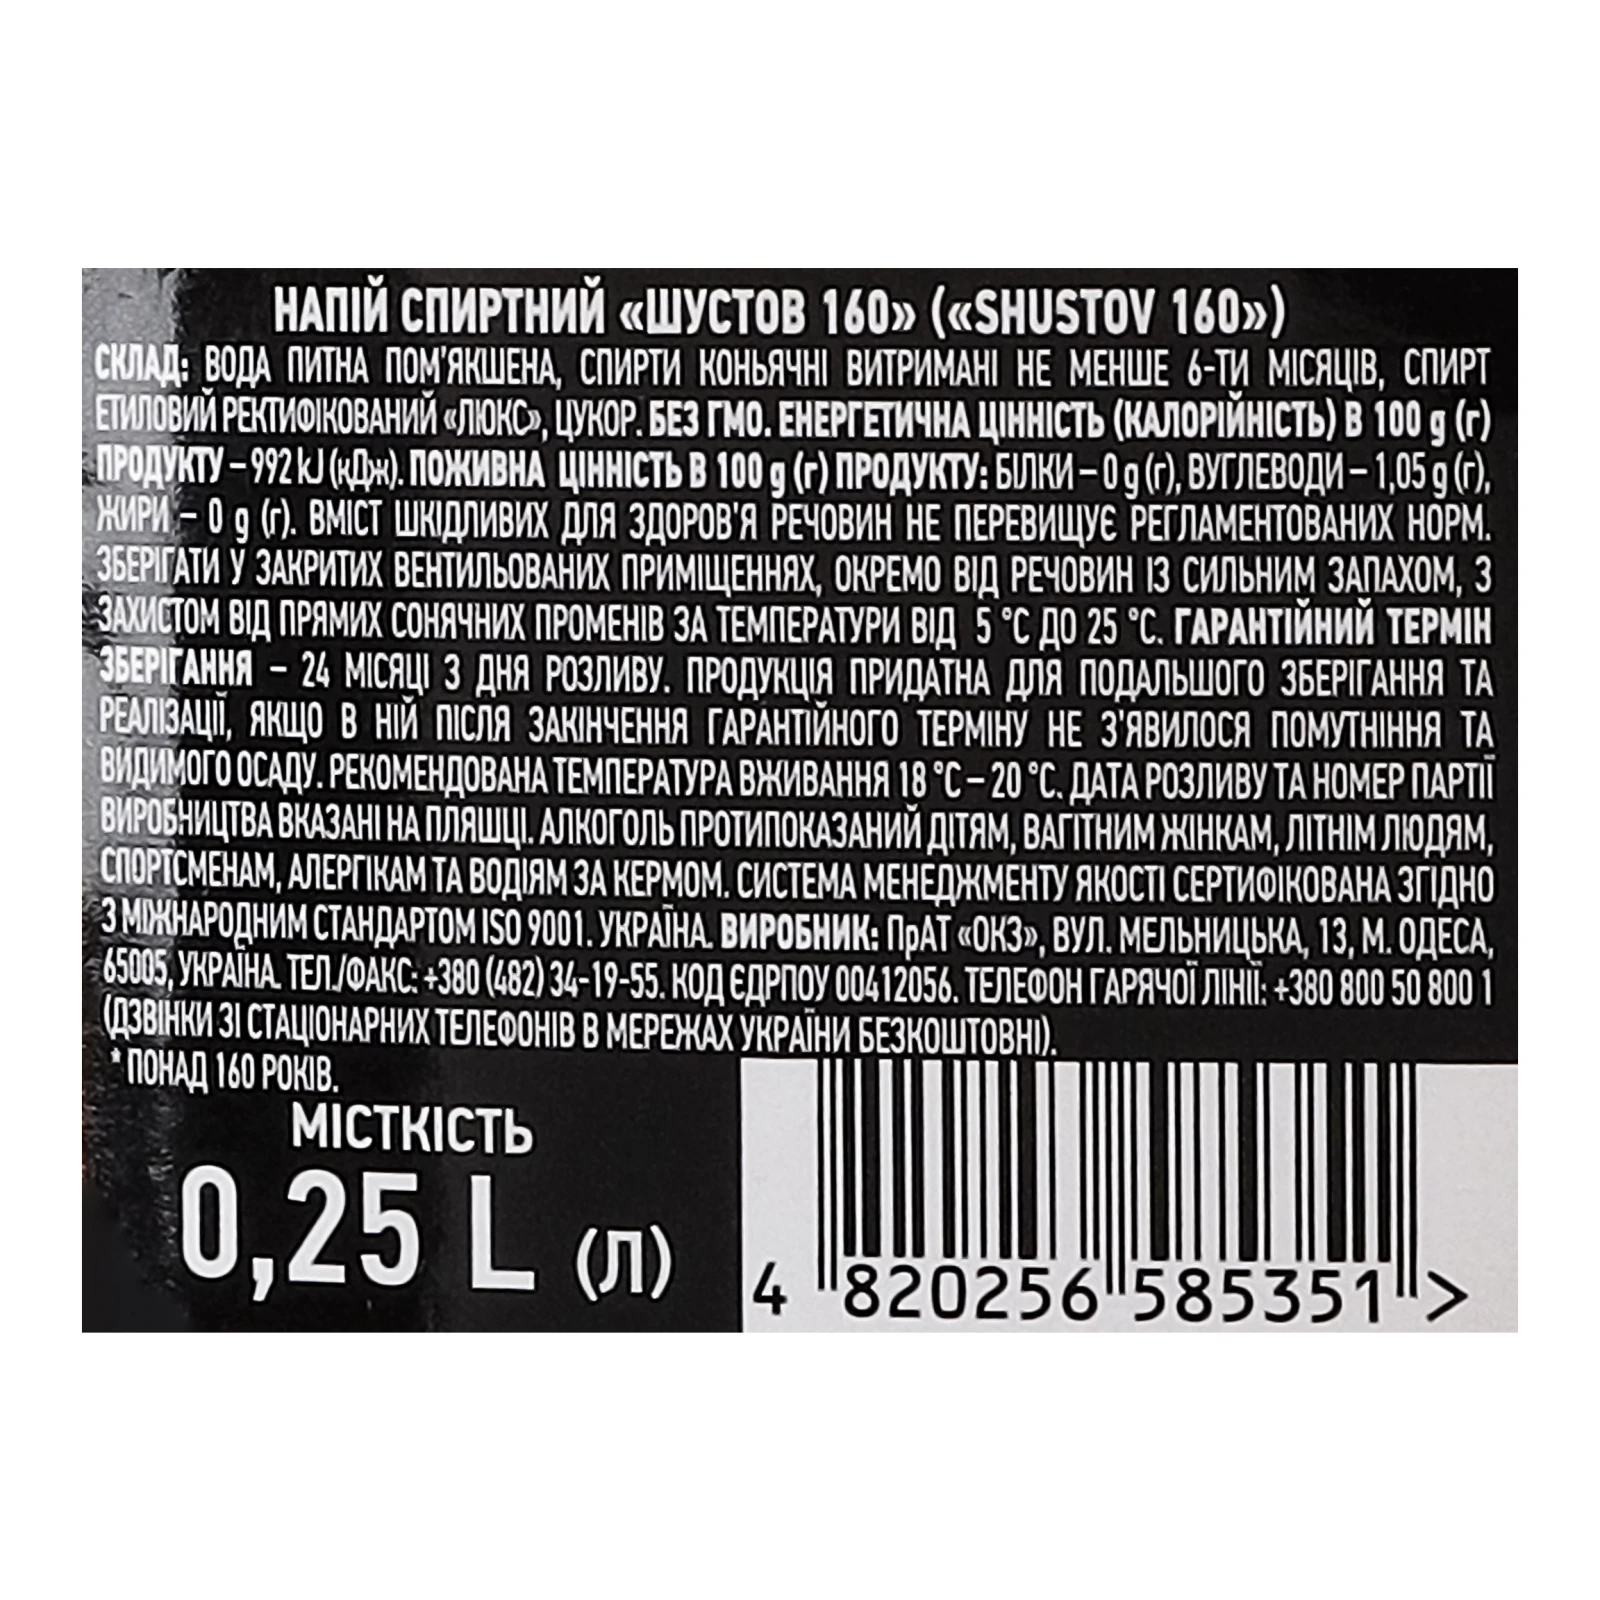 НАПІЙ СПИРТНИЙ «ШУСТОВ 160» («SHUSTOV 160»)
СКЛАД: ВОДА ПИТНА ПОМ'ЯКШЕНА, СПИРТИ КОНЬЯЧНІ ВИТРИМАНІ НЕ МЕНШЕ 6-ТИ МІСЯЦІВ, СПИРТ
ЕТИЛОВИЙ РЕКТИФІКОВАНИЙ «ЛЮКС», ЦУКОР. БЕЗ ГМО. ЕНЕРГЕТИЧНА ЦІННІСТЬ (КАЛОРІЙНІСТЬ) В 100 g (г)
ПРОДУКТУ – 992 kJ (кДж). ПОЖИВНА ЦІННІСТЬ В 100 g (г) ПРОДУКТУ: БІЛКИ – 0 g (г), ВУГЛЕВОДИ – 1,05 g (г),
ЖИРИ – 0 g (г). ВМІСТ ШКІДЛИВИХ ДЛЯ ЗДОРОВ'Я РЕЧОВИН НЕ ПЕРЕВИЩУЄ РЕГЛАМЕНТОВАНИХ НОРМ.
ЗБЕРІГАТИ У ЗАКРИТИХ ВЕНТИЛЬОВАНИХ ПРИМІЩЕННЯХ, ОКРЕМО ВІД РЕЧОВИН ІЗ СИЛЬНИМ ЗАПАХОМ, З
ЗАХИСТОМ ВІД ПРЯМИХ СОНЯЧНИХ ПРОМЕНІВ ЗА ТЕМПЕРАТУРИ ВІД 5 °C ДО 25 °C. ГАРАНТІЙНИЙ ТЕРМІН
ЗБЕРІГАННЯ – 24 МІСЯЦІ З ДНЯ РОЗЛИВУ. ПРОДУКЦІЯ ПРИДАТНА ДЛЯ ПОДАЛЬШОГО ЗБЕРІГАННЯ ТА
РЕАЛІЗАЦІЇ, ЯКЩО В НІЙ ПІСЛЯ ЗАКІНЧЕННЯ ГАРАНТІЙНОГО ТЕРМІНУ НЕ З'ЯВИЛОСЯ ПОМУТНІННЯ ТА
ВИДИМОГО ОСАДУ. РЕКОМЕНДОВАНА ТЕМПЕРАТУРА ВЖИВАННЯ 18 °C – 20 °C. ДАТА РОЗЛИВУ ТА НОМЕР ПАРТІЇ
ВИРОБНИЦТВА ВКАЗАНІ НА ПЛЯШЦІ. АЛКОГОЛЬ ПРОТИПОКАЗАНИЙ ДІТЯМ, ВАГІТНИМ ЖІНКАМ, ЛІТНІМ ЛЮДЯМ,
СПОРТСМЕНАМ, АЛЕРГІКАМ ТА ВОДІЯМ ЗА КЕРМОМ. СИСТЕМА МЕНЕДЖМЕНТУ ЯКОСТІ СЕРТИФІКОВАНА ЗГІДНО
З МІЖНАРОДНИМ СТАНДАРТОМ ISO 9001. УКРАЇНА. ВИРОБНИК: ПрАТ «ОКЗ», ВУЛ. МЕЛЬНИЦЬКА, 13, М. ОДЕСА,
65005, УКРАЇНА. ТЕЛ./ФАКС: +380 (482) 34-19-55. КОД ЄДРПОУ 00412056. ТЕЛЕФОН ГАРЯЧОЇ ЛІНІЇ: +380 800 50 800 1
(ДЗВІНКИ ЗІ СТАЦІОНАРНИХ ТЕЛЕФОНІВ В МЕРЕЖАХ УКРАЇНИ БЕЗКОШТОВНІ).
* ПОНАД 160 РОКІВ.
МІСТКІСТЬ
0,25 L (Л)
4 820256 585351 >